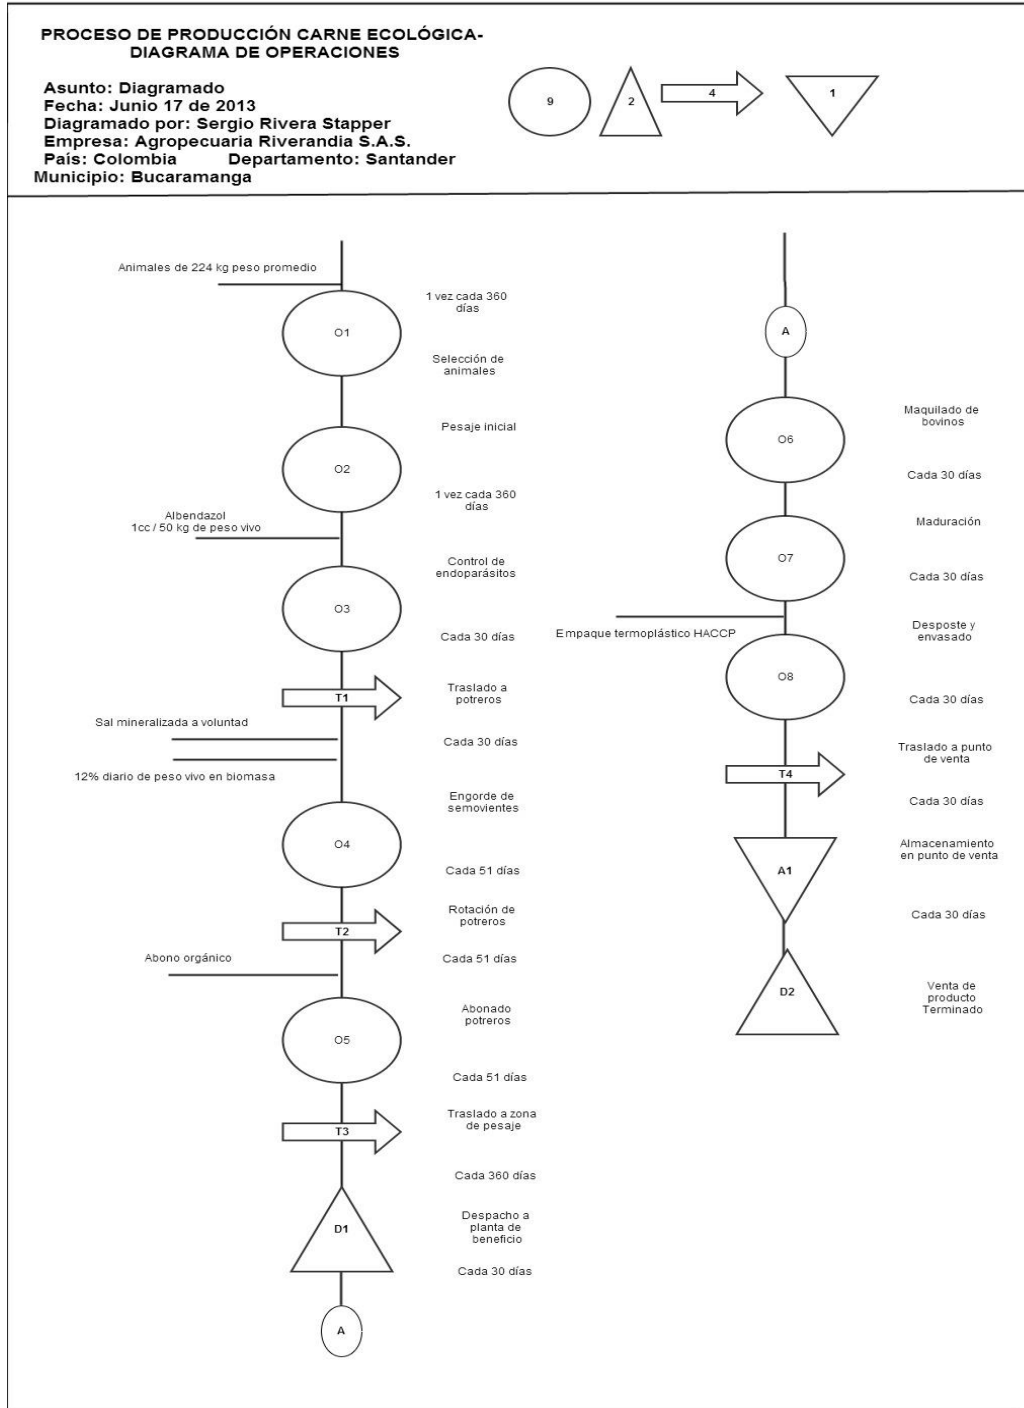 PROCESO DE PRODUCCIÓN CARNE ECOLÓGICA-
DIAGRAMA DE OPERACIONES
Asunto: Diagramado
Fecha: Junio 17 de 2013
Diagramado por: Sergio Rivera Stapper
Empresa: Agropecuaria Riverandia S.A.S.
País: Colombia Departamento: Santander
Municipio: Bucaramanga
9
2
4
1
Animales de 224 kg peso promedio
1 vez cada 360
días
O1
Selección de
animales
Pesaje inicial
O2
1 vez cada 360
días
Albendazol
1cc / 50 kg de peso vivo
Control de
endoparásitos
O3
Cada 30 días
T1
Traslado a
potreros
Sal mineralizada a voluntad
Cada 30 días
12% diario de peso vivo en biomasa
Engorde de
semovientes
O4
Cada 51 días
Rotación de
potreros
T2
Abono orgánico
Cada 51 días
Abonado
potreros
O5
Cada 51 días
Traslado a zona
de pesaje
T3
Cada 360 días
Despacho a
planta de
beneficio
D1
Cada 30 días
A
A
Maquilado de
bovinos
O6
Cada 30 días
Maduración
O7
Cada 30 días
Empaque termoplástico HACCP
Desposte y
envasado
O8
Cada 30 días
Traslado a punto
de venta
T4
Cada 30 días
Almacenamiento
en punto de venta
A1
Cada 30 días
D2
Venta de
producto
Terminado